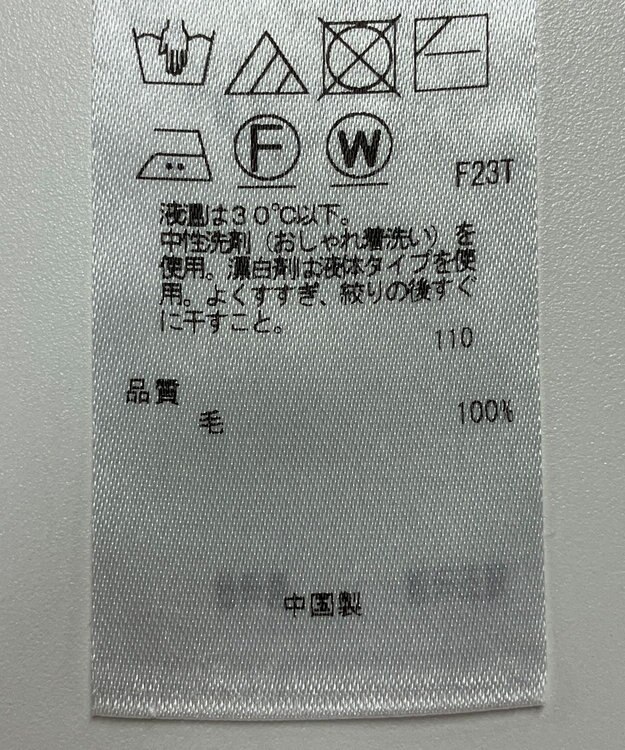 F W F23T
液温は30℃以下。
中性洗剤（おしゃれ着洗い）を
使用。漂白剤は液体タイプを使
用。よくすすぎ、絞りの後すぐ
に干すこと。
110
品質
毛 100%
中国製